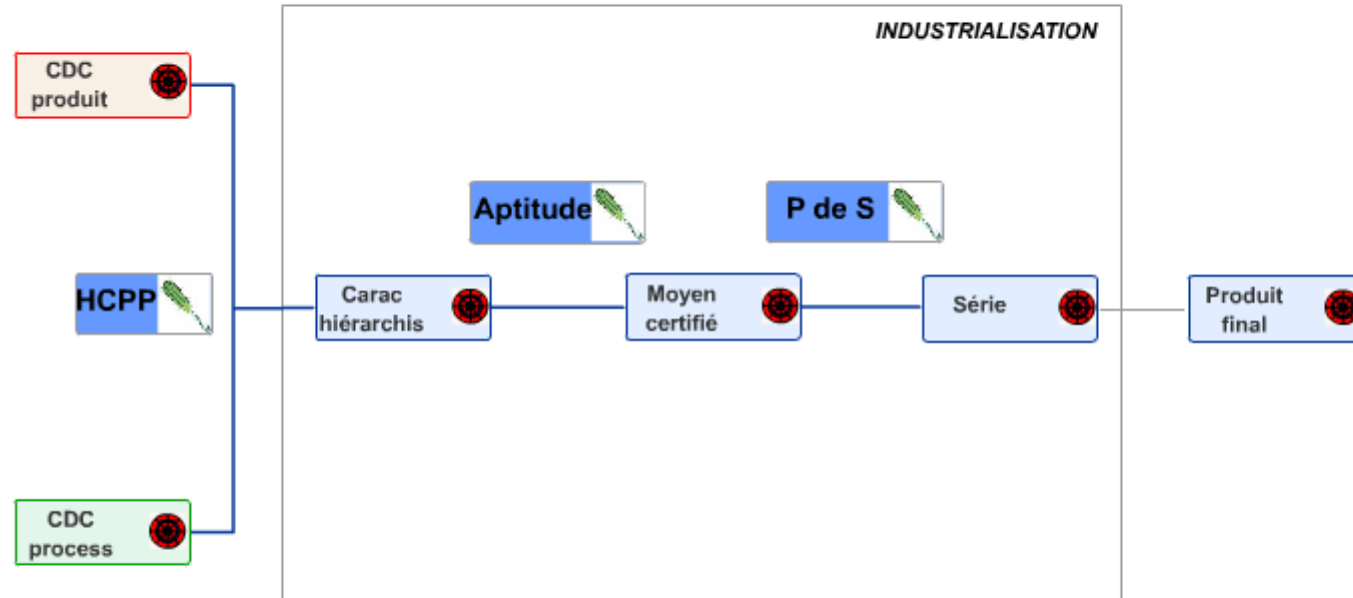 INDUSTRIALISATION
CDC
produit
Aptitude
P de S
HCPP
Carac
hiérarchis
Moyen
certifié
Série
Produit
final
CDC
process